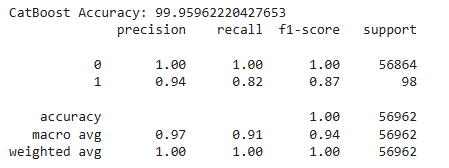 CatBoost Accuracy: 99.95962220427653
precision recall f1-score support
0 1.00 1.00 1.00 56864
1 0.94 0.82 0.87 98
accuracy 1.00 56962
macro avg 0.97 0.91 0.94 56962
weighted avg 1.00 1.00 1.00 56962